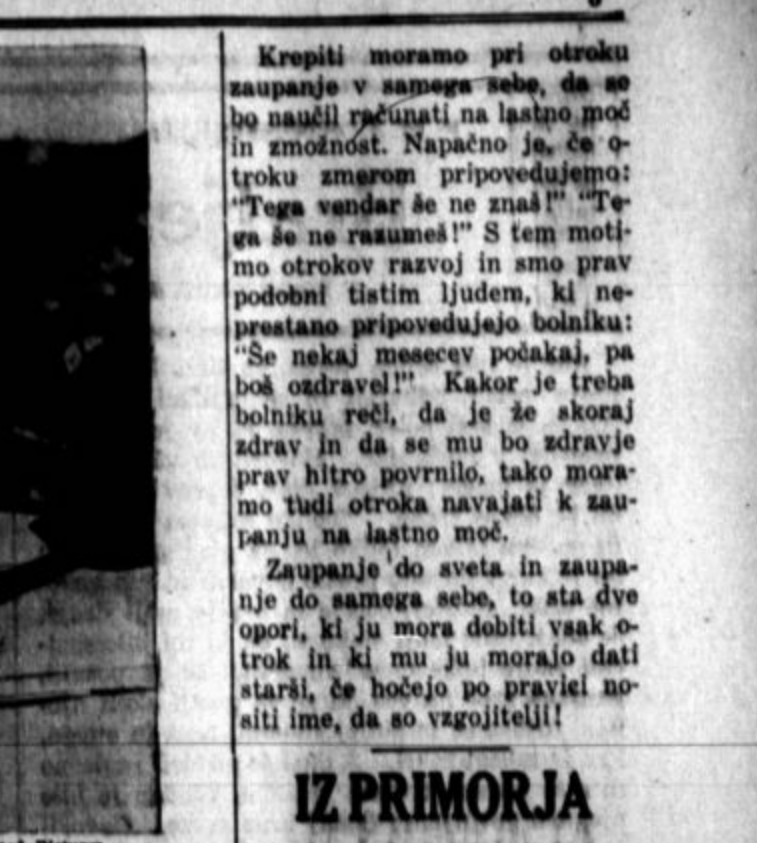 Krepiti moramo pri otroku
zaupanje v samega sebe, da se
bo naučil računati na lastno moč
in zmožnost. Napačno je, če o-
troku zmerom pripovedujemo:
"Tega vendar še ne znaš!" "Te-
ga še ne razumeš!" S tem moti-
mo otrokov razvoj in smo prav
podobni tistim ljudem, ki ne-
prestano pripovedujejo bolniku:
"Še nekaj mesecev počakaj, pa
boš ozdravel!" Kakor je treba
bolniku reči, da je že skoraj
zdrav in da se mu bo zdravje
prav hitro povrnilo, tako mora-
mo tudi otroka navajati k zau-
panju na lastno moč.
Zaupanje do sveta in zaupa-
nje do samega sebe, to sta dve
opori, ki ju mora dobiti vsak o-
trok in ki mu ju morajo dati
starši, če hočejo po pravici no-
siti ime, da so vzgojitelji!
IZ PRIMORJA